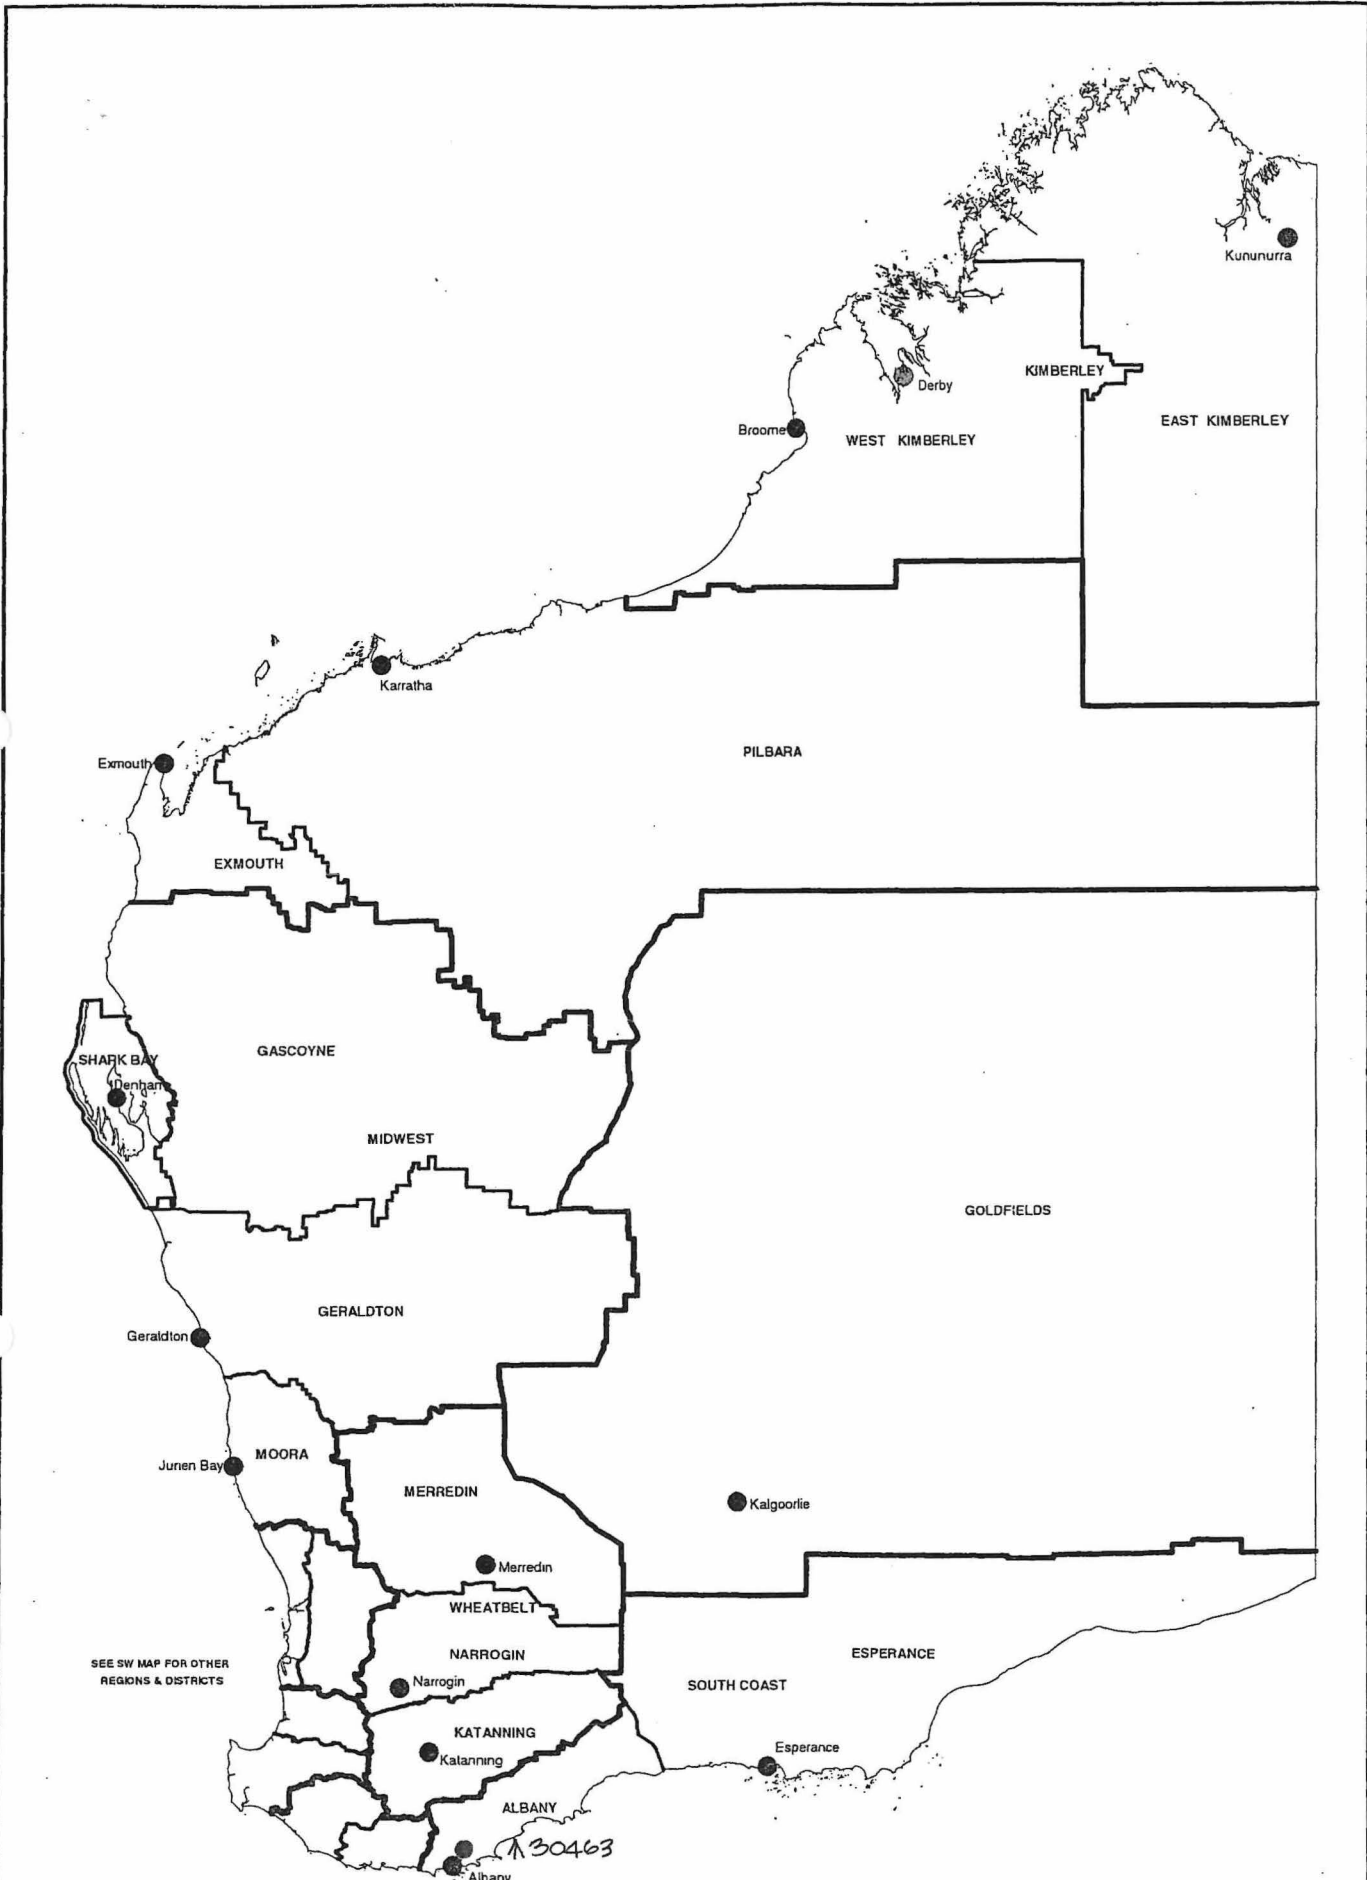 Kununurra
KIMBERLEY
Derby
EAST KIMBERLEY
Broome
WEST KIMBERLEY
Karratha
PILBARA
Exmouth
EXMOUTH
GASCOYNE
SHARK BAY
Denham
MIDWEST
GOLDFIELDS
GERALDTON
Geraldton
MOORA
Jurien Bay
MERREDIN
Kalgoorlie
Merredin
WHEATBELT
NARROGIN
ESPERANCE
SEE SW MAP FOR OTHER
REGIONS & DISTRICTS
Narrogin
SOUTH COAST
KATANNING
Katanning
Esperance
ALBANY
30463
Albany